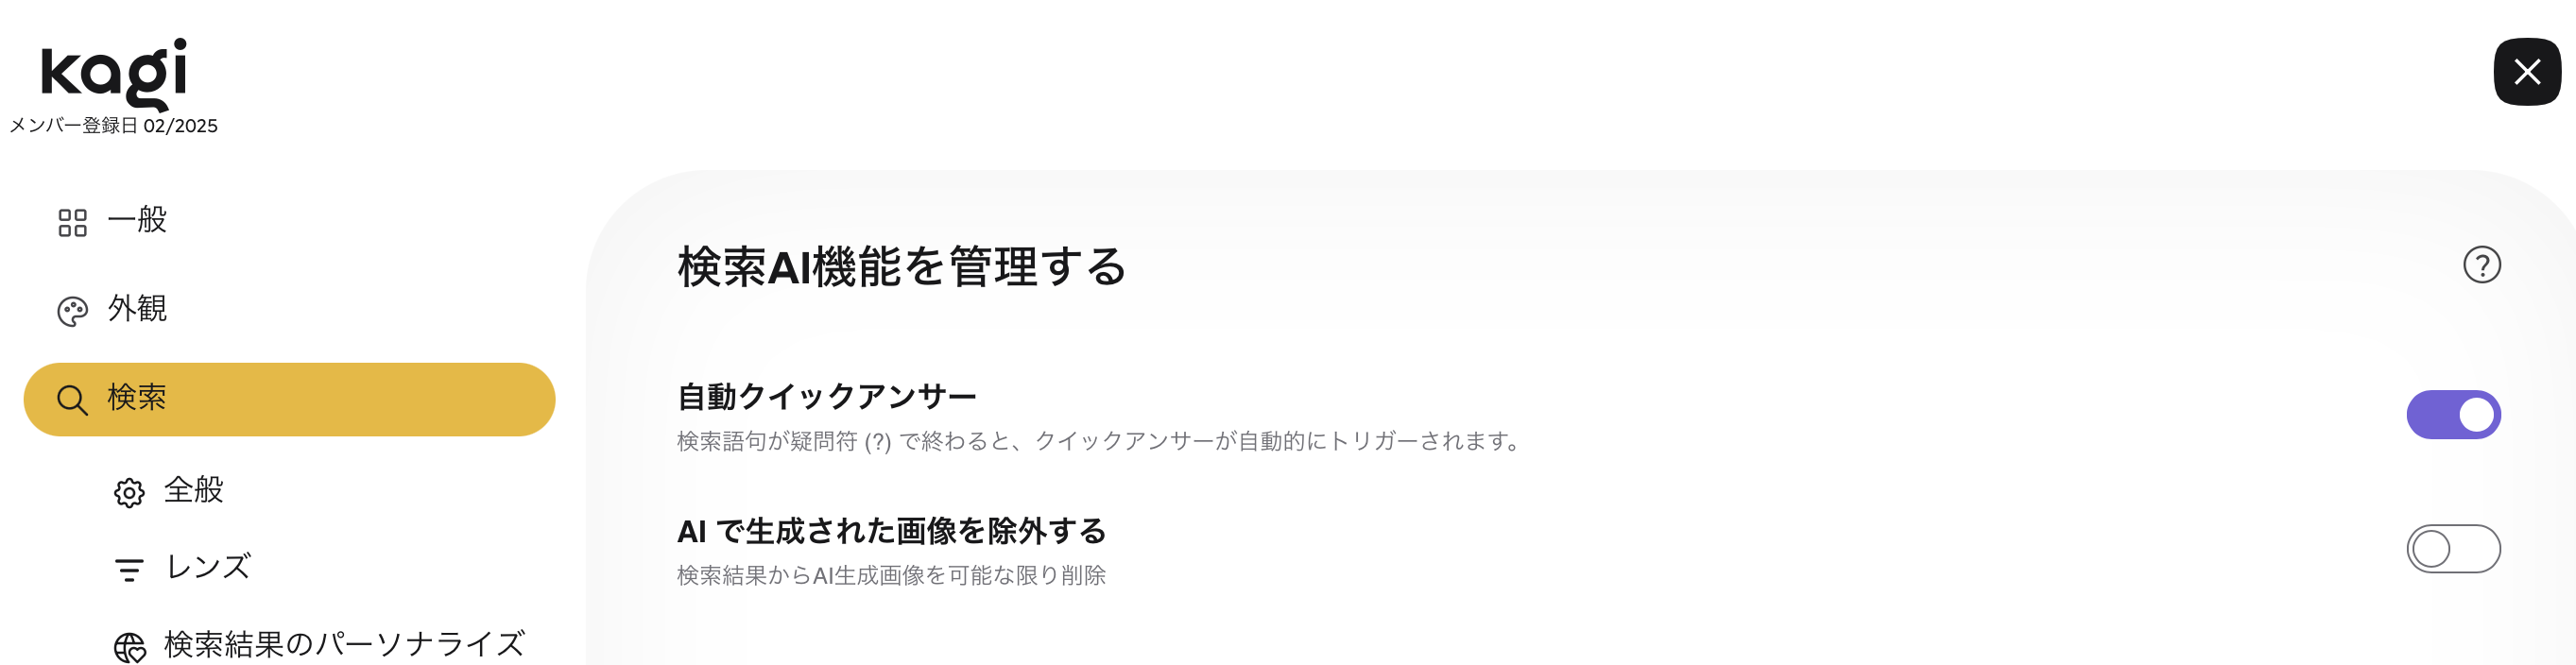 kagi
メンバー登録日 02/2025
一般
外観
検索
全般
レンズ
検索結果のパーソナライズ
検索AI機能を管理する
?
自動クイックアンサー
検索語句が疑問符 (?) で終わると、クイックアンサーが自動的にトリガーされます。
AI で生成された画像を除外する
検索結果からAI生成画像を可能な限り削除